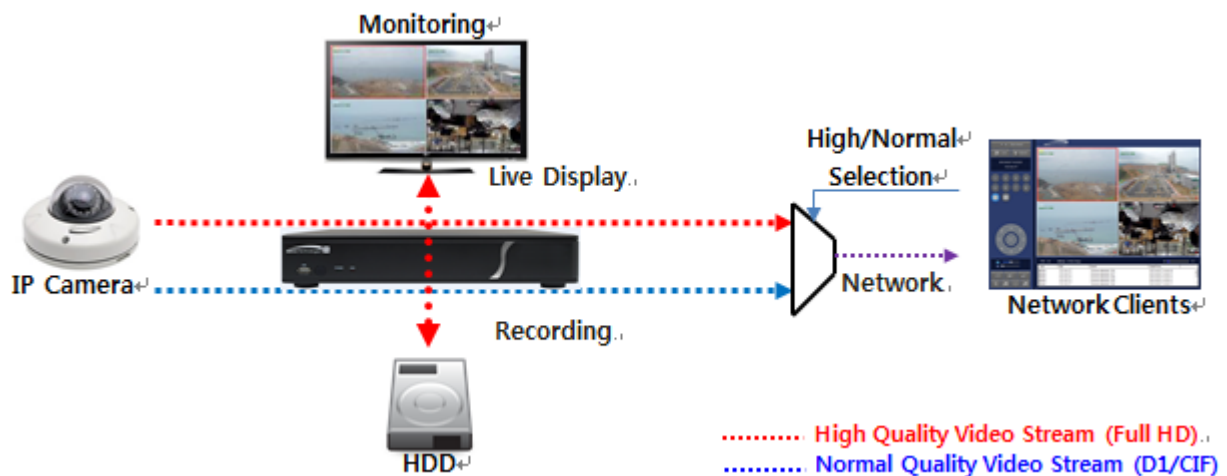 Monitoring↵
Live Display..
High/Normal↵
Selection↵
IP Camera↵
Network.
Network Clients↵
Recording..
HDD↵
High Quality Video Stream (Full HD)..
Normal Quality Video Stream (D1/CIF)